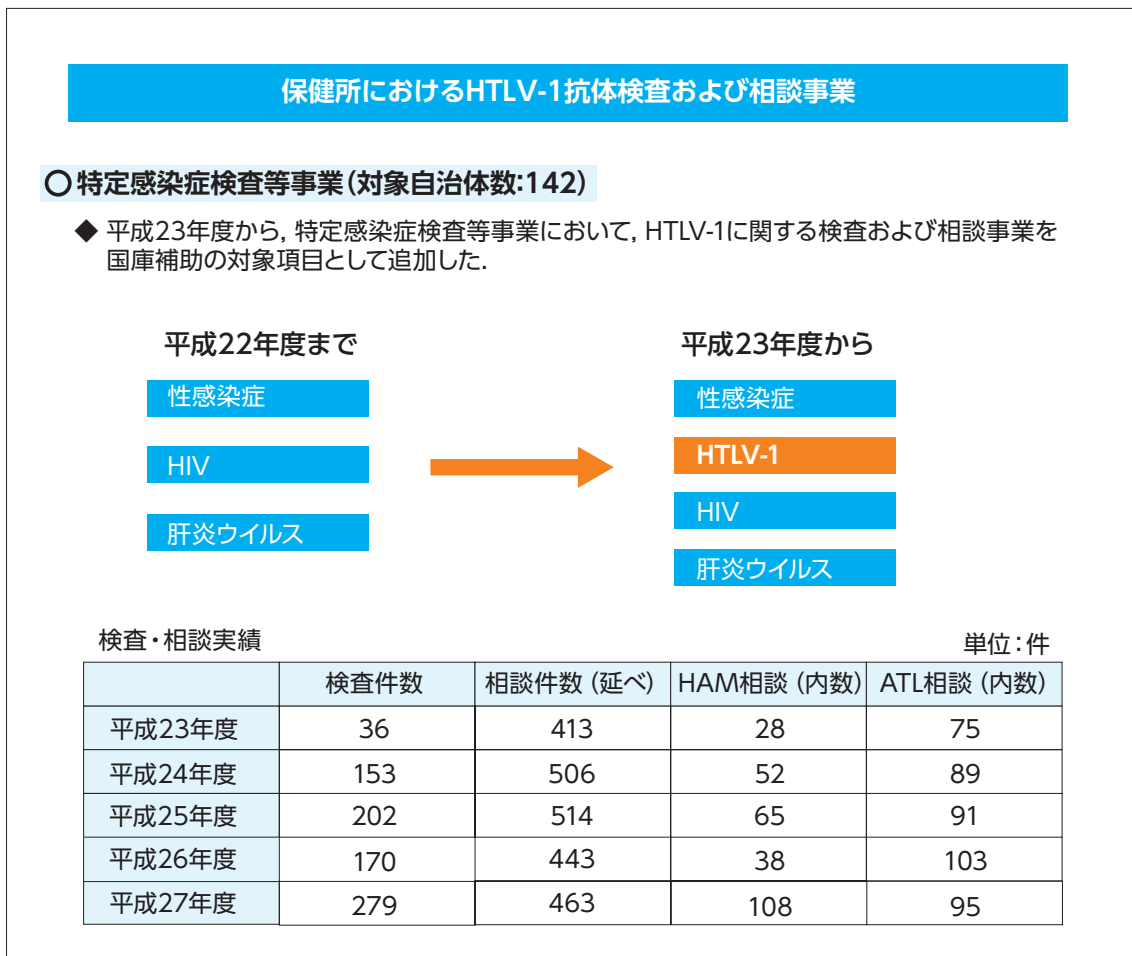 保健所におけるHTLV-1抗体検査および相談事業
○特定感染症検査等事業(対象自治体数:142)
◆ 平成23年度から, 特定感染症検査等事業において, HTLV-1に関する検査および相談事業を
国庫補助の対象項目として追加した.
平成22年度まで
性感染症
HIV
肝炎ウイルス
平成23年度から
性感染症
HTLV-1
HIV
肝炎ウイルス
検査・相談実績 単位:件
検査件数 相談件数(延べ) HAM相談(内数) ATL相談(内数)
平成23年度 36 413 28 75
平成24年度 153 506 52 89
平成25年度 202 514 65 91
平成26年度 170 443 38 103
平成27年度 279 463 108 95